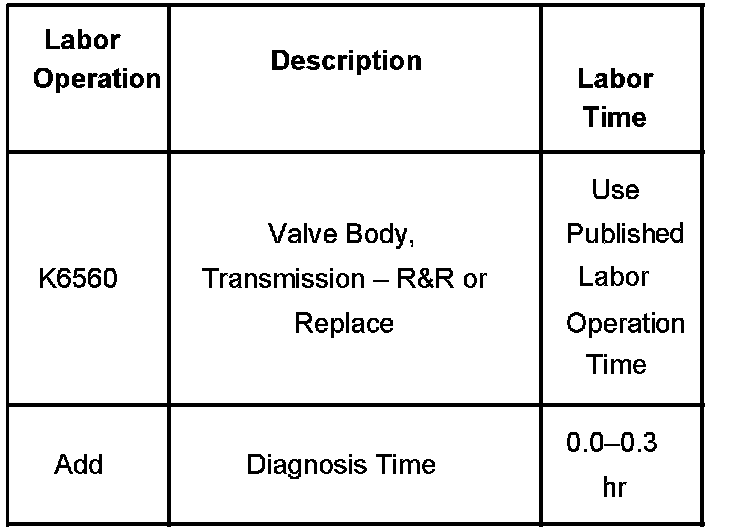 Labor
Operation
Description
Labor
Time
K6560
Valve Body,
Transmission – R&R or
Replace
Use
Published
Labor
Operation
Time
Add
Diagnosis Time
0.0–0.3
hr